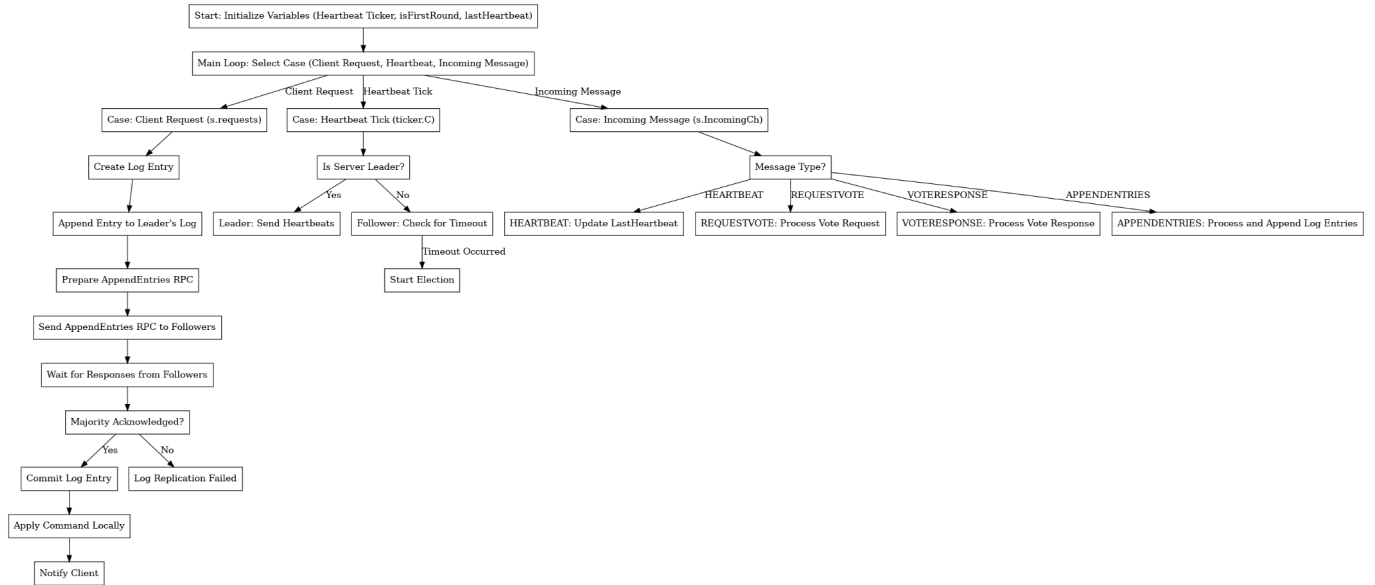 Start: Initialize Variables (Heartbeat Ticker, isFirstRound, lastHeartbeat)
Main Loop: Select Case (Client Request, Heartbeat, Incoming Message)
Client Request
Heartbeat Tick
Incoming Message
Case: Client Request (s.requests)
Case: Heartbeat Tick (ticker.C)
Case: Incoming Message (s.IncomingCh)
Create Log Entry
Is Server Leader?
Message Type?
Yes
No
HEARTBEAT
REQUESTVOTE
VOTERESPONSE
APPENDENTRIES
Append Entry to Leader's Log
Leader: Send Heartbeats
Follower: Check for Timeout
HEARTBEAT: Update LastHeartbeat
REQUESTVOTE: Process Vote Request
VOTERESPONSE: Process Vote Response
APPENDENTRIES: Process and Append Log Entries
Timeout Occurred
Prepare AppendEntries RPC
Start Election
Send AppendEntries RPC to Followers
Wait for Responses from Followers
Majority Acknowledged?
Yes
No
Commit Log Entry
Log Replication Failed
Apply Command Locally
Notify Client